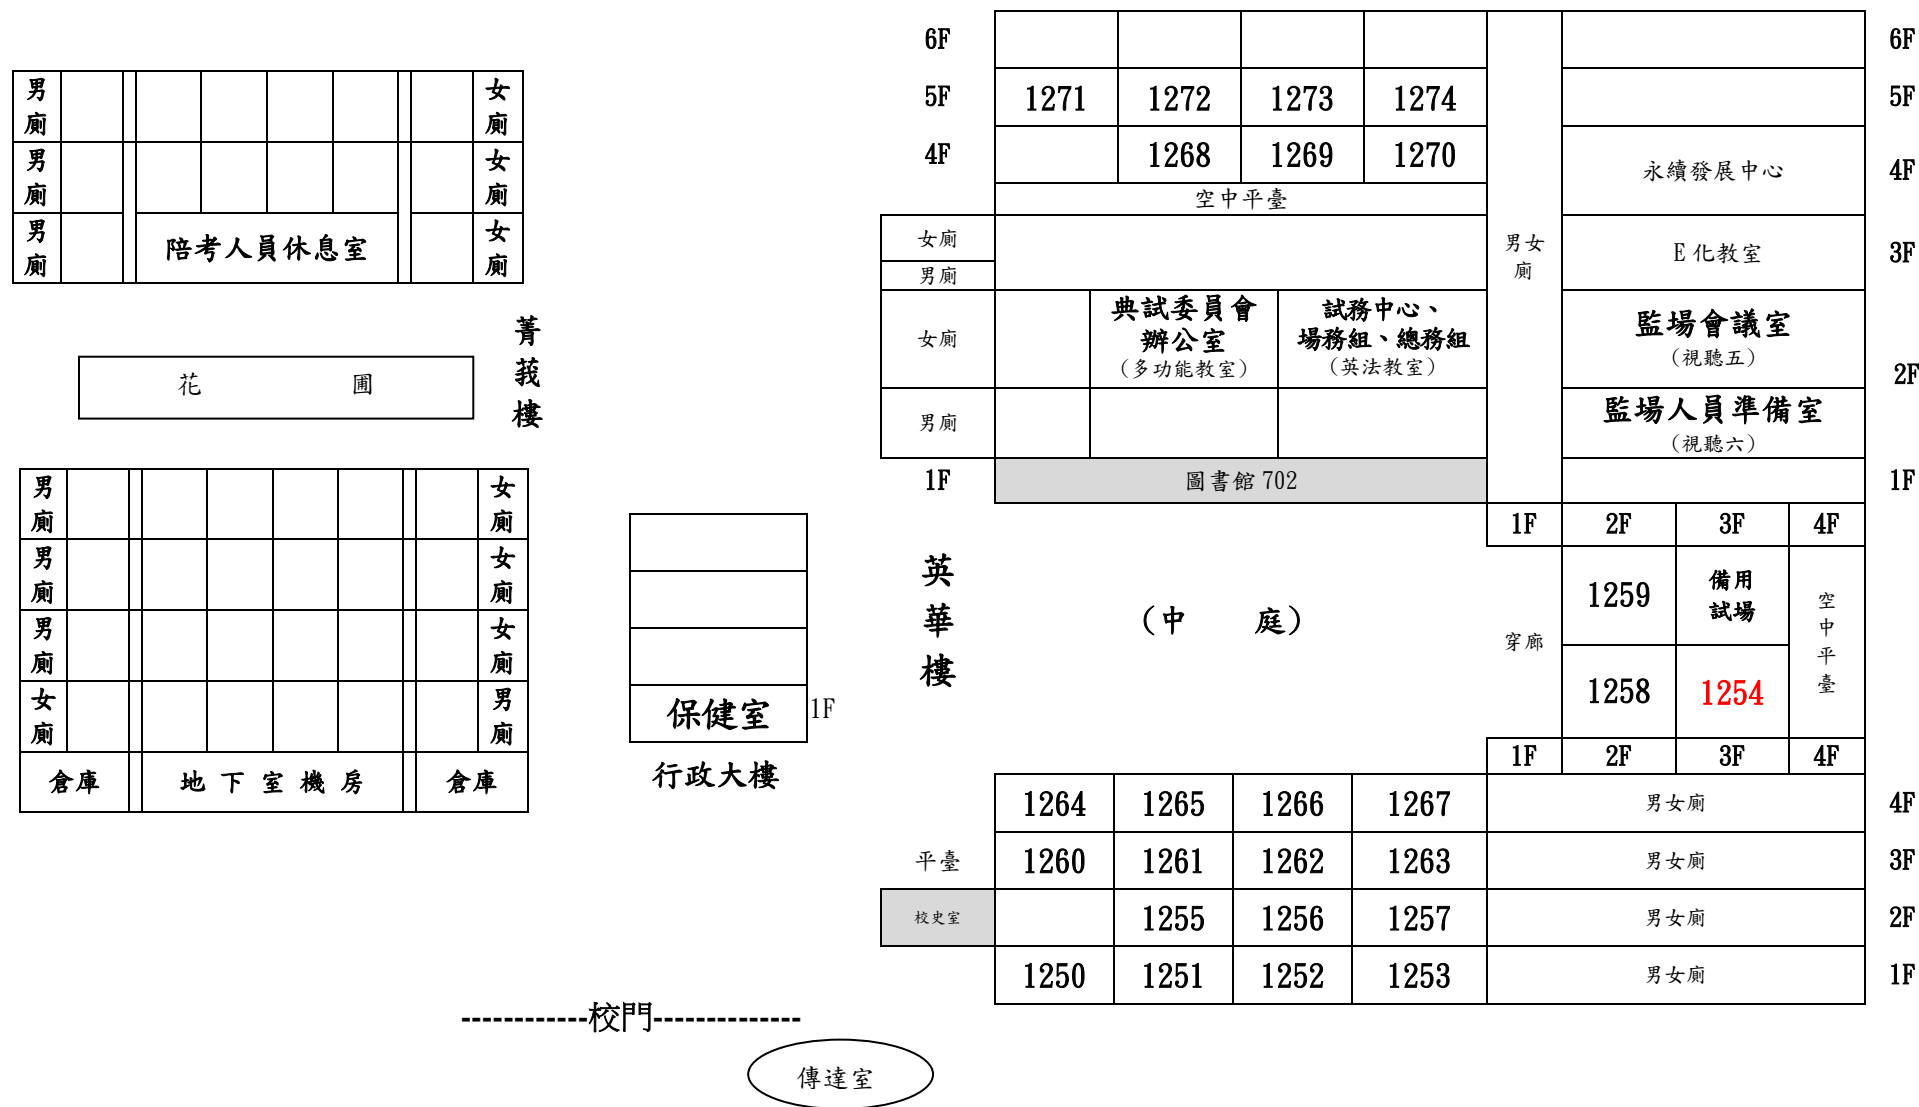 男廁 女廁
男廁 女廁
男廁 陪考人員休息室 女廁
菁莪樓
花 圃
男廁 女廁
男廁 女廁
男廁 女廁
女廁 男廁
倉庫 地下室機房 倉庫
保健室 1F
行政大樓
6F 6F
5F 1271 1272 1273 1274 5F
4F 1268 1269 1270 永續發展中心 4F
空中平臺
女廁 男女廁 E化教室 3F
男廁
女廁 典試委員會 試務中心、 監場會議室
辦公室 場務組、總務組 (視聽五)
(多功能教室) (英法教室) 2F
男廁 監場人員準備室
(視聽六)
1F 圖書館 702 1F
1F 2F 3F 4F
英華樓
(中 庭)
穿廊 1259 備用試場 空中平臺
1258 1254
1F 2F 3F 4F
1264 1265 1266 1267 男女廁 4F
平臺 1260 1261 1262 1263 男女廁 3F
校史室 1255 1256 1257 男女廁 2F
1250 1251 1252 1253 男女廁 1F
------------校門--------------
傳達室